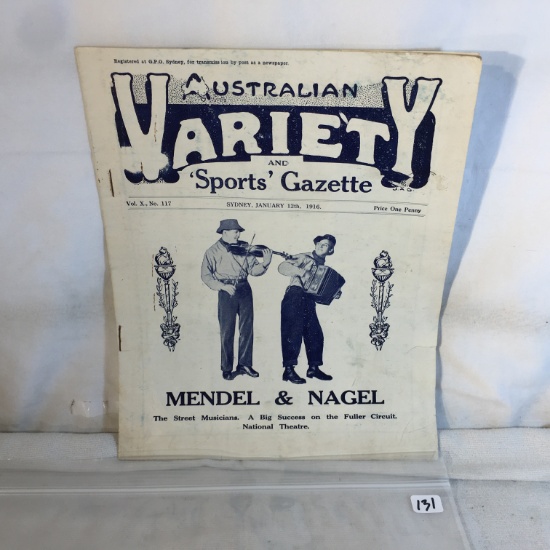 Registered at G.P.O. Sydney, for transmission by post as a newspaper.
AUSTRALIAN
VARIETY
AND
'Sports' Gazette
Vol. X., No. 117 SYDNEY, JANUARY 12th, 1916. Price One Penny
MENDEL & NAGEL
The Street Musicians. A Big Success on the Fuller Circuit.
National Theatre.
131